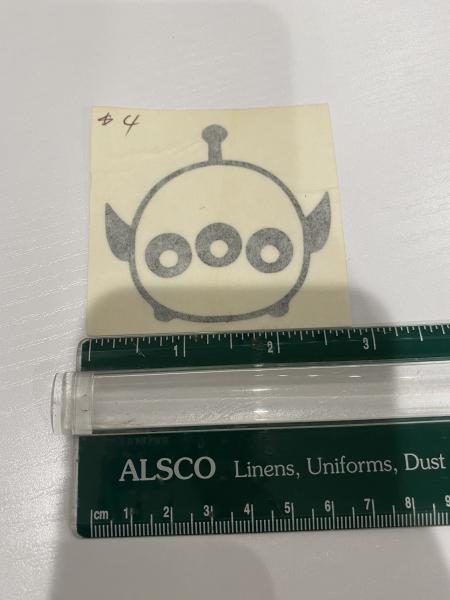 $4
1 2 3
ALSCO Linens, Uniforms, Dust
cm 1 2 3 4 5 6 7 8 9